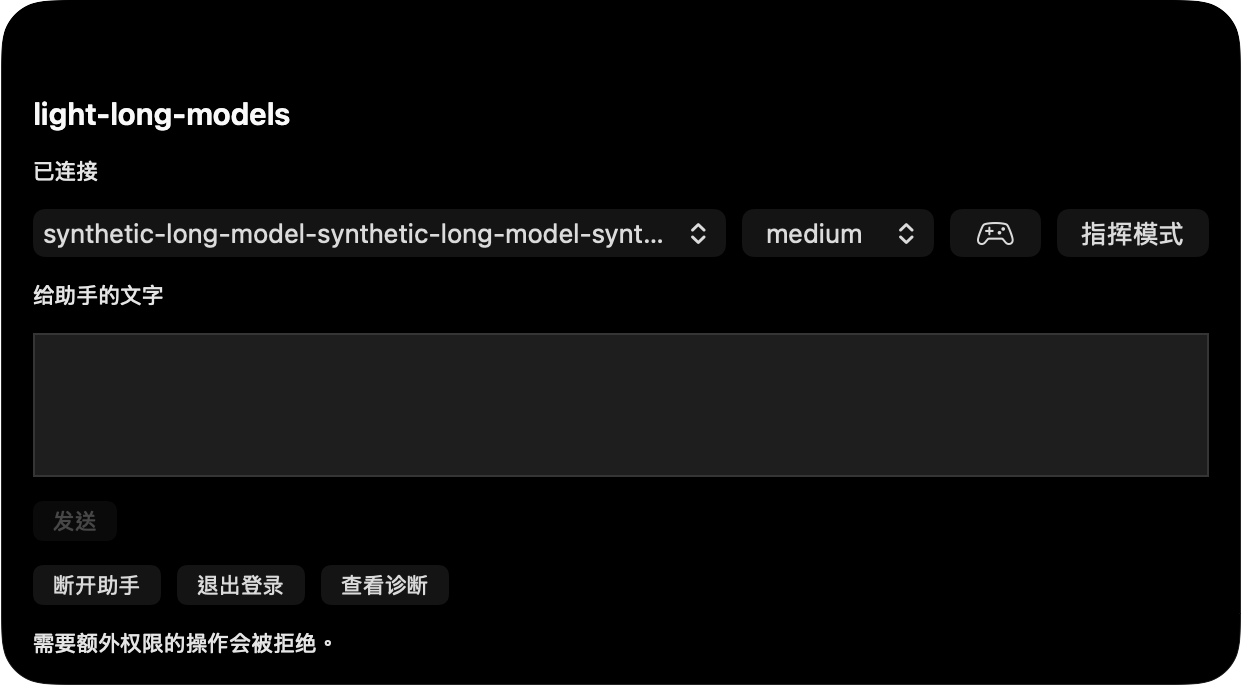 light-long-models
已连接
synthetic-long-model-synthetic-long-model-synt... medium 指挥模式
给助手的文字
发送
断开助手 退出登录 查看诊断
需要额外权限的操作会被拒绝。